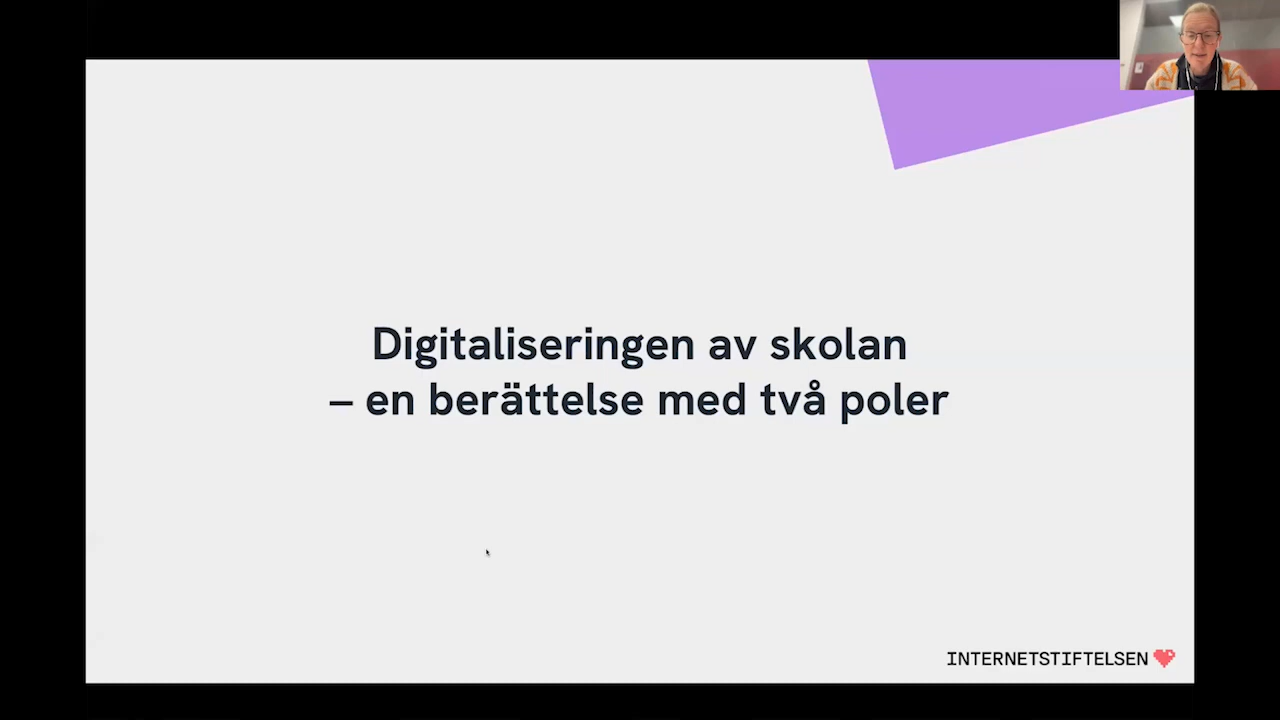 Digitaliseringen av skolan
– en berättelse med två poler
INTERNETSTIFTELSEN